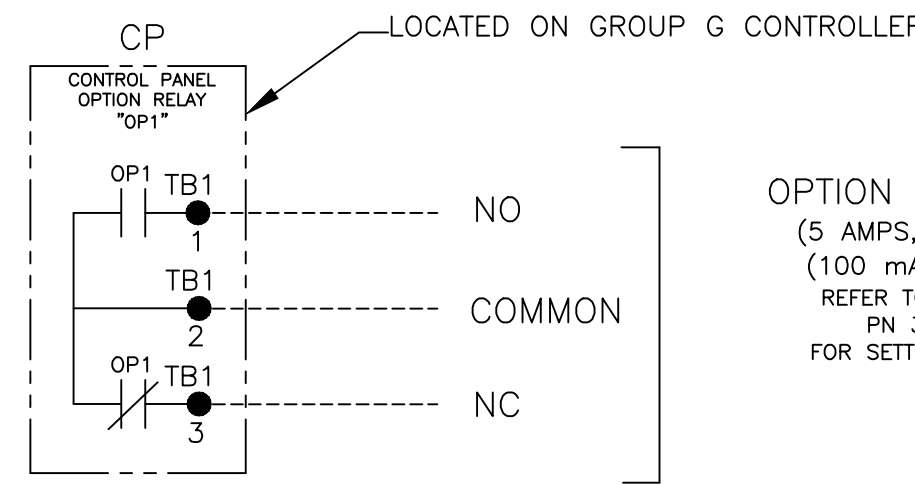 LOCATED ON GROUP G CONTROLLER
CP
CONTROL PANEL
OPTION RELAY
"OP1"
OP1 TB1
1
NO
TB1
2
COMMON
OP1 TB1
3
NC
OPTION
(5 AMPS,
(100 mA
REFER TO
PN 3
FOR SETT